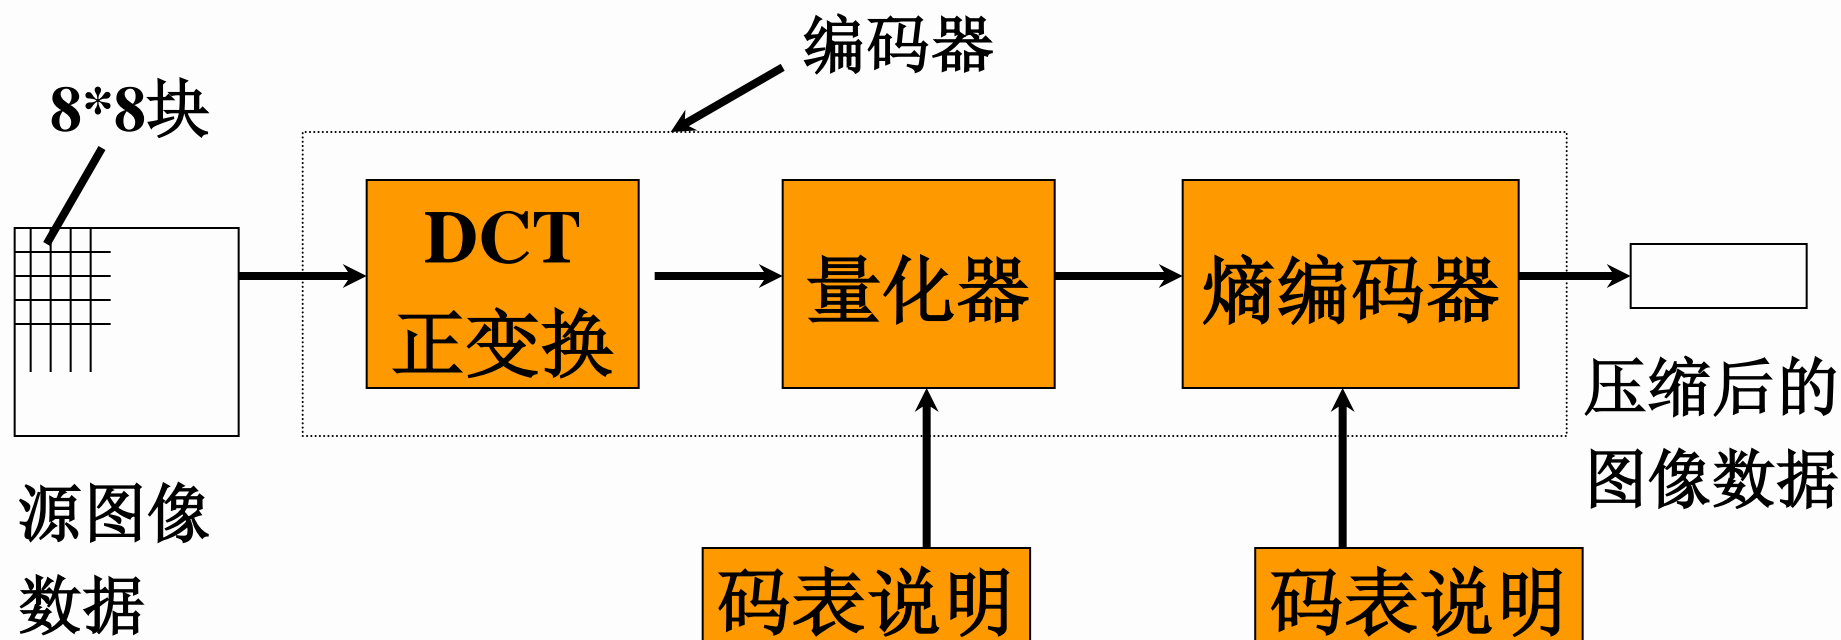 编码器
8*8块
DCT
正变换
量化器
熵编码器
压缩后的
图像数据
源图像
数据
码表说明
码表说明